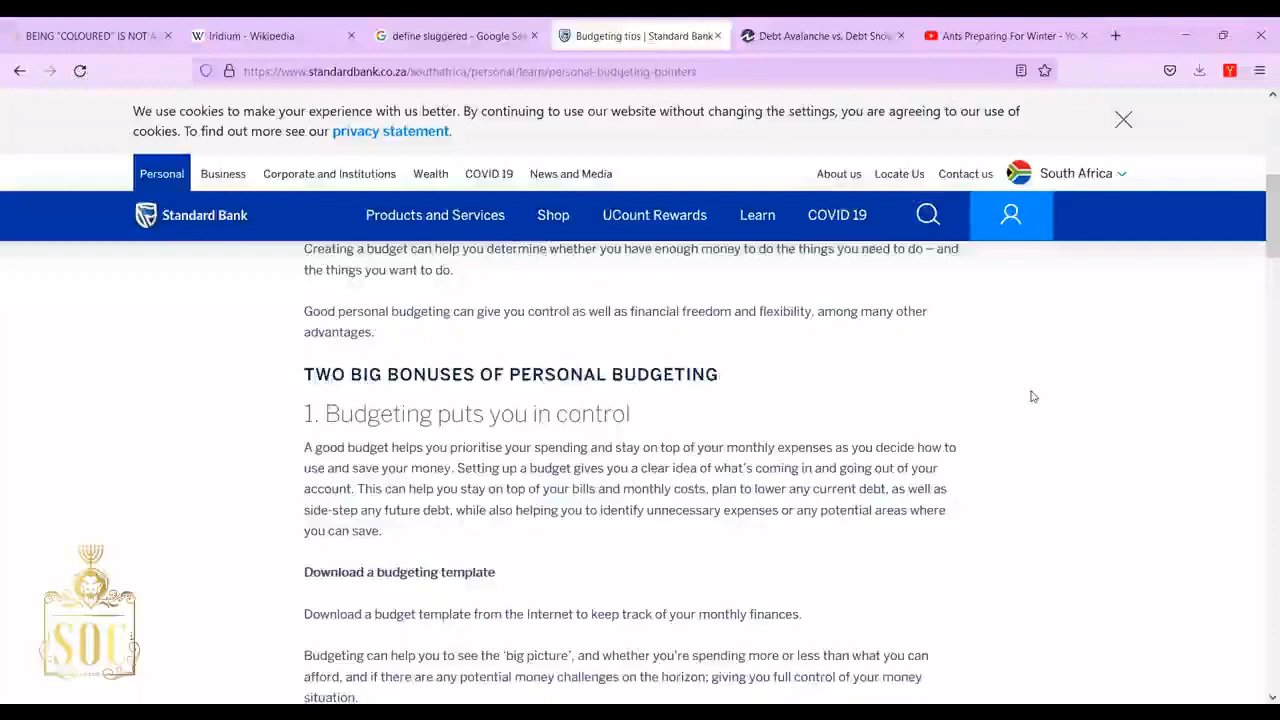 BEING "COLOURED" IS NOT A
Iridium - Wikipedia
define sluggered - Google Sea
Budgeting tips | Standard Bank
Debt Avalanche vs. Debt Snow
Ants Preparing For Winter - Yo
https://www.standardbank.co.za/southafrica/personal/learn/personal-budgeting-pointers
We use cookies to make your experience with us better. By continuing to use our website without changing the settings, you are agreeing to our use of
cookies. To find out more see our privacy statement.
Personal Business Corporate and Institutions Wealth COVID 19 News and Media About us Locate Us Contact us South Africa
Standard Bank Products and Services Shop UCount Rewards Learn COVID 19
Creating a budget can help you determine whether you have enough money to do the things you need to do – and
the things you want to do.
Good personal budgeting can give you control as well as financial freedom and flexibility, among many other
advantages.
TWO BIG BONUSES OF PERSONAL BUDGETING
1. Budgeting puts you in control
A good budget helps you prioritise your spending and stay on top of your monthly expenses as you decide how to
use and save your money. Setting up a budget gives you a clear idea of what's coming in and going out of your
account. This can help you stay on top of your bills and monthly costs, plan to lower any current debt, as well as
side-step any future debt, while also helping you to identify unnecessary expenses or any potential areas where
you can save.
Download a budgeting template
Download a budget template from the Internet to keep track of your monthly finances.
Budgeting can help you to see the 'big picture', and whether you're spending more or less than what you can
afford, and if there are any potential money challenges on the horizon; giving you full control of your money
situation.
SOC